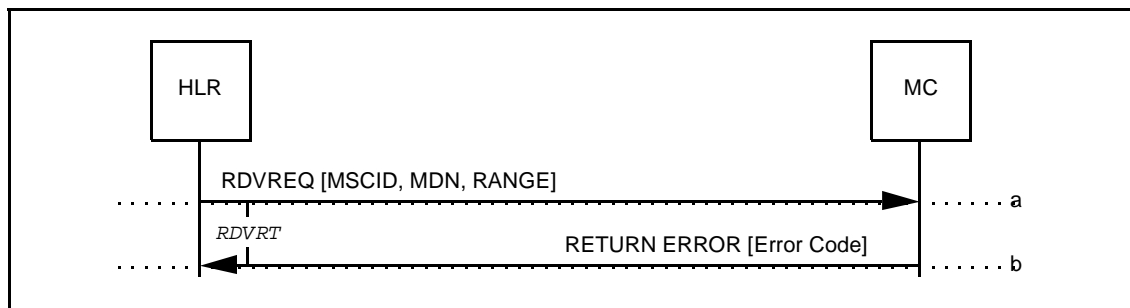 HLR
MC
RDVREQ [MSCID, MDN, RANGE]
a
RDVRT
RETURN ERROR [Error Code]
b